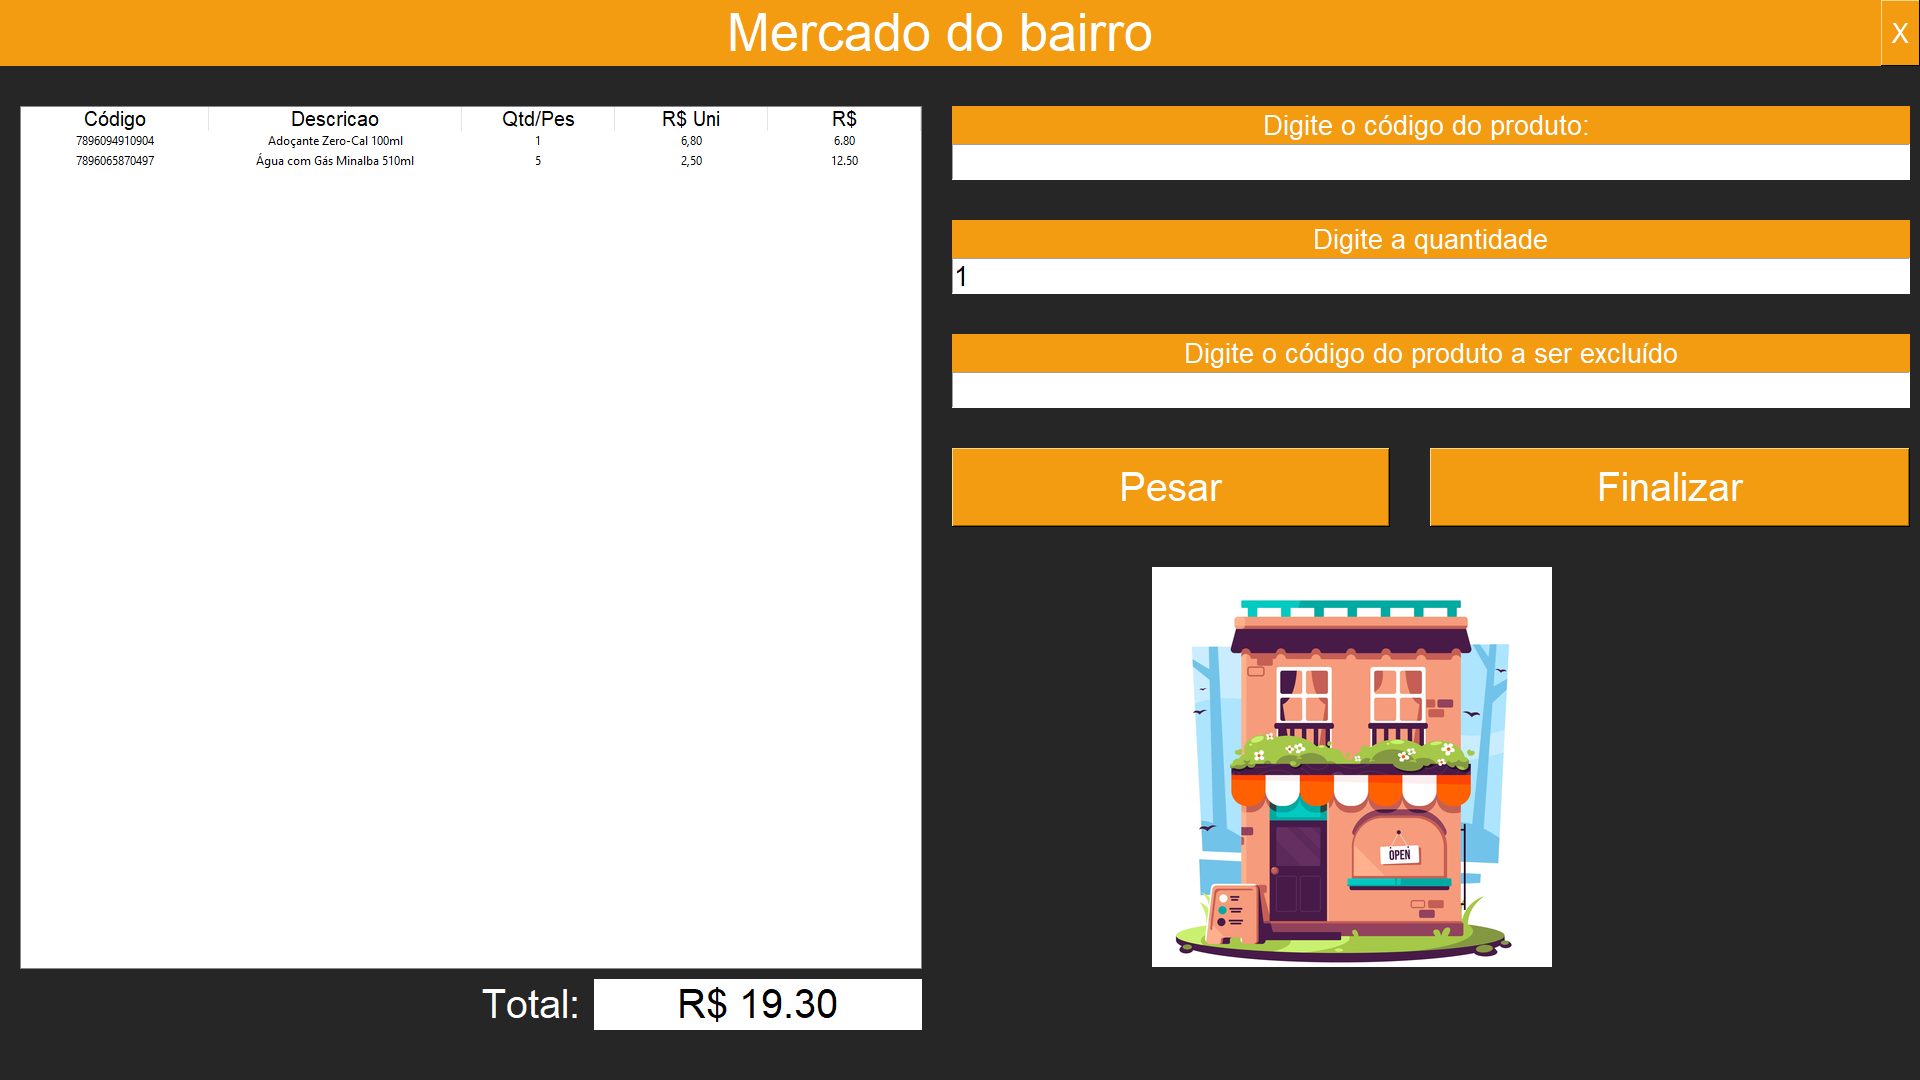 Mercado do bairro
X
Código Descricao Qtd/Pes R$ Uni R$
7896094910904 Adoçante Zero-Cal 100ml 1 6,80 6.80
7896065870497 Água com Gás Minalba 510ml 5 2,50 12.50
Total: R$ 19.30
Digite o código do produto:
Digite a quantidade
1
Digite o código do produto a ser excluído
Pesar Finalizar
OPEN